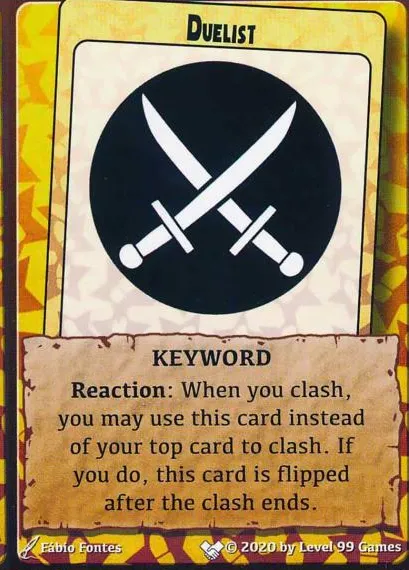 DUELIST
KEYWORD
Reaction: When you clash,
you may use this card instead
of your top card to clash. If
you do, this card is flipped
after the clash ends.
Fábio Fontes
© 2020 by Level 99 Games